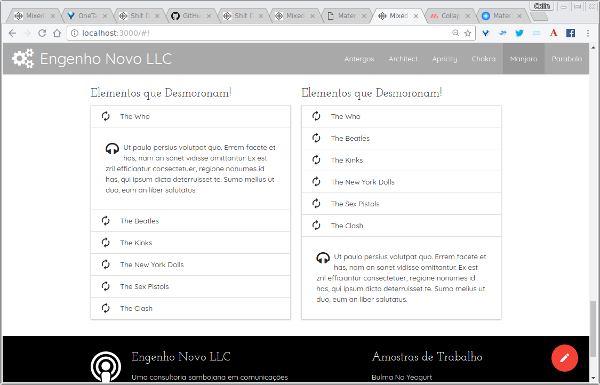 Mixed
OneTa
Shit D
GitHu
Shit D
Mixed
Mater
Mixed
Collap
Mater
localhost:3000/#!
Engenho Novo LLC
Antergos
Architect
Apricity
Chakra
Manjaro
Parabola
Elementos que Desmoronam!
The Who
Ut paulo persius volutpat quo. Errem facete et
has, nam an sonet vidisse omittantur. Ex est
zril efficiantur consectetuer, regione nonumes id
has, qui ipsum dicta deterruisset te. Sumo melius ut
duo, eum an liber salutatus.
The Beatles
The Kinks
The New York Dolls
The Sex Pistols
The Clash
Elementos que Desmoronam!
The Who
The Beatles
The Kinks
The New York Dolls
The Sex Pistols
The Clash
Ut paulo persius volutpat quo. Errem facete et
has, nam an sonet vidisse omittantur. Ex est
zril efficiantur consectetuer, regione nonumes id
has, qui ipsum dicta deterruisset te. Sumo melius ut
duo, eum an liber salutatus.
Engenho Novo LLC
Uma consultoria sambajana em comunicações
Amostras de Trabalho
Bulma No Yeogurt